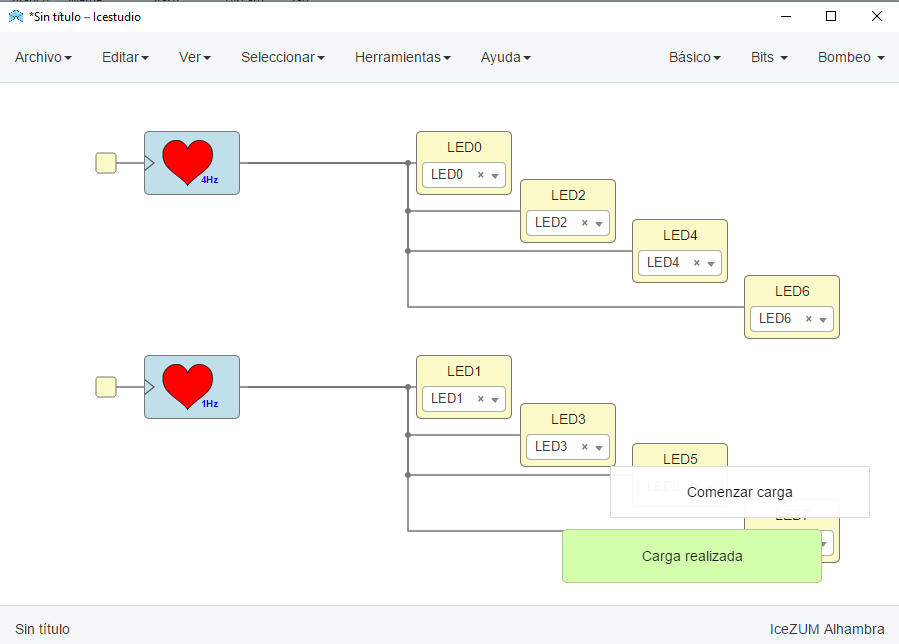 *Sin título – Icestudio
Archivo Editar Ver Seleccionar Herramientas Ayuda Básico Bits Bombeo
4Hz
LED0
LED0 ×
LED2
LED2 ×
LED4
LED4 ×
LED6
LED6 ×
1Hz
LED1
LED1 ×
LED3
LED3 ×
LED5
LED5
Comenzar carga
LED7
Carga realizada
Sin título IceZUM Alhambra